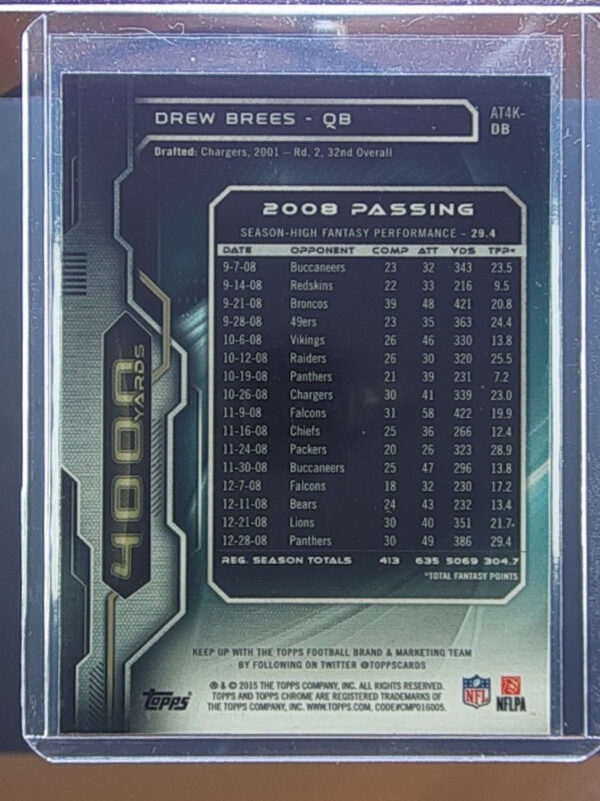 DREW BREES - QB
AT4K-
DB
Drafted: Chargers, 2001 – Rd. 2, 32nd Overall
2008 PASSING
SEASON-HIGH FANTASY PERFORMANCE - 29.4
DATE OPPONENT COMP ATT YDS TFP*
9-7-08 Buccaneers 23 32 343 23.5
9-14-08 Redskins 22 33 216 9.5
9-21-08 Broncos 39 48 421 20.8
9-28-08 49ers 23 35 363 24.4
10-6-08 Vikings 26 46 330 13.8
10-12-08 Raiders 26 30 320 25.5
10-19-08 Panthers 21 39 231 7.2
10-26-08 Chargers 30 41 339 23.0
11-9-08 Falcons 31 58 422 19.9
11-16-08 Chiefs 25 36 266 12.4
11-24-08 Packers 20 26 323 28.9
11-30-08 Buccaneers 25 47 296 13.8
12-7-08 Falcons 18 32 230 17.2
12-11-08 Bears 24 43 232 13.4
12-21-08 Lions 30 40 351 21.7
12-28-08 Panthers 30 49 386 29.4
REG. SEASON TOTALS 413 635 5069 304.7
*TOTAL FANTASY POINTS
4000
YARDS
KEEP UP WITH THE TOPPS FOOTBALL BRAND & MARKETING TEAM
BY FOLLOWING ON TWITTER @TOPPSCARDS
Topps
® & © 2015 THE TOPPS COMPANY, INC. ALL RIGHTS RESERVED.
TOPPS AND TOPPS CHROME ARE REGISTERED TRADEMARKS OF
THE TOPPS COMPANY, INC. WWW.TOPPS.COM. CODE#CMP016005.
NFL
NFLPA